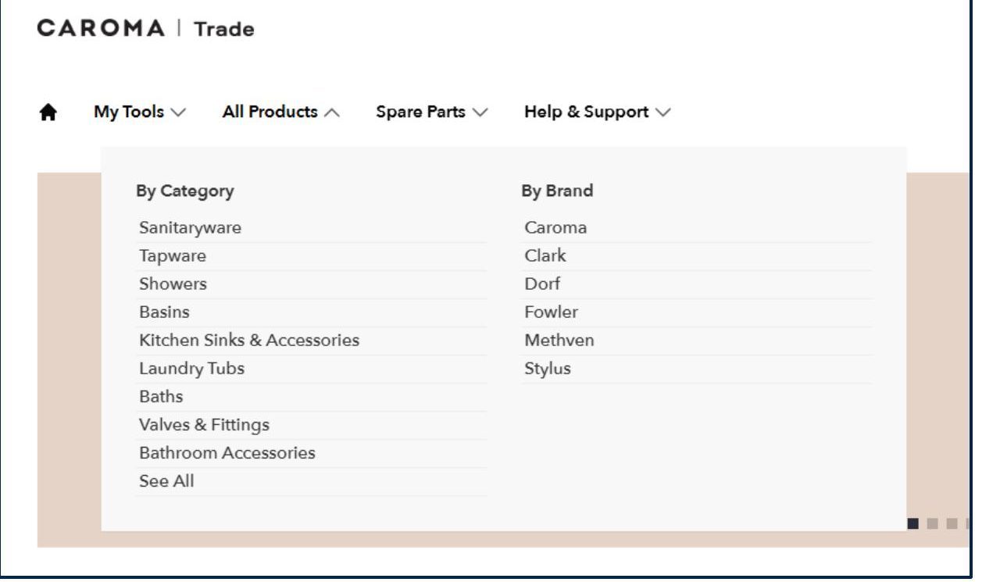 CAROMA | Trade
My Tools All Products Spare Parts Help & Support
By Category
Sanitaryware
Tapware
Showers
Basins
Kitchen Sinks & Accessories
Laundry Tubs
Baths
Valves & Fittings
Bathroom Accessories
See All
By Brand
Caroma
Clark
Dorf
Fowler
Methven
Stylus